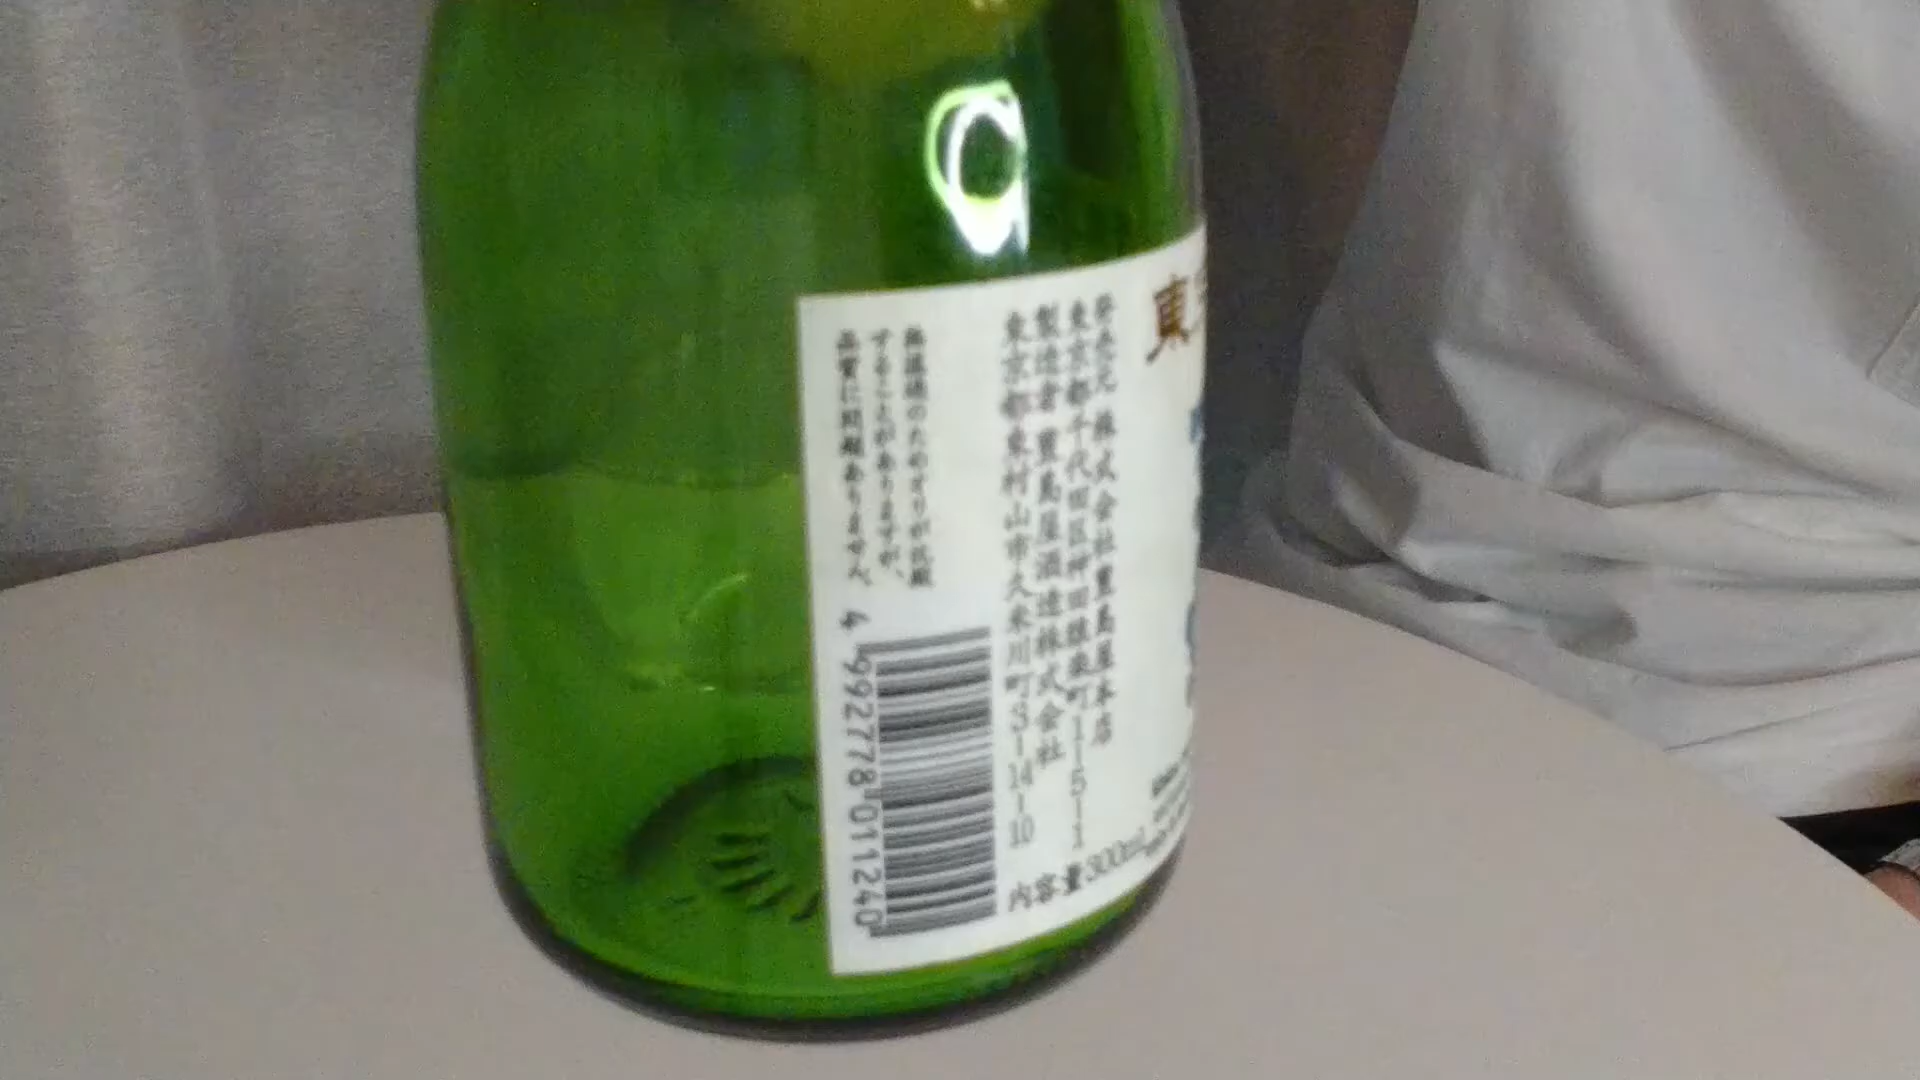 東
発売元 株式会社豊島屋本店
東京都千代田区神田猿楽町1-5-1
製造者 豊島屋酒造株式会社
東京都東村山市久米川町3-14-10
内容量300ml
無濾過のためオリが沈殿
することがありますが、
品質に問題ありません。
4 992778 011240